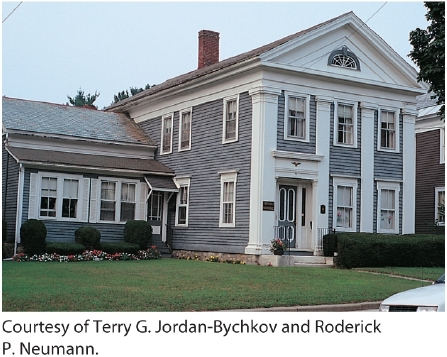 Courtesy of Terry G. Jordan-Bychkov and Roderick
P. Neumann.